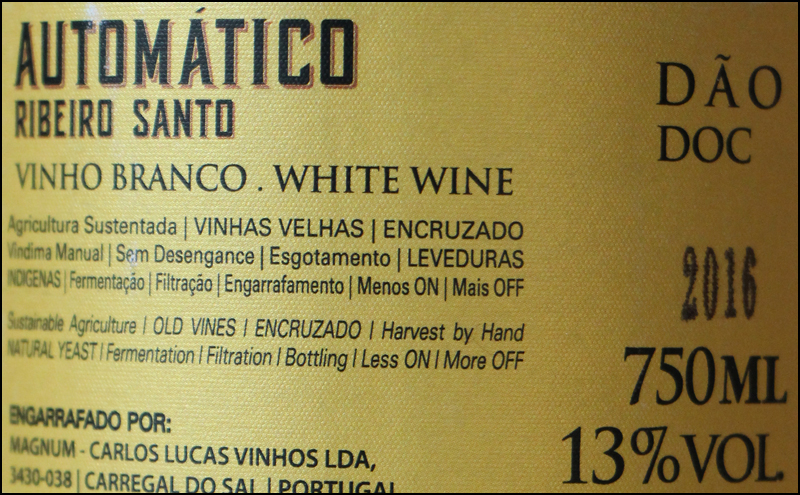 AUTOMÁTICO
RIBEIRO SANTO
VINHO BRANCO . WHITE WINE
Agricultura Sustentada | VINHAS VELHAS | ENCRUZADO
Vindima Manual | Sem Desengance | Esgotamento | LEVEDURAS
INDIGENAS | Fermentação | Filtração | Engarrafamento | Menos ON | Mais OFF
Sustainable Agriculture | OLD VINES | ENCRUZADO | Harvest by Hand
NATURAL YEAST | Fermentation | Filtration | Bottling | Less ON | More OFF
ENGARRAFADO POR:
MAGNUM - CARLOS LUCAS VINHOS LDA,
3430-038 | CARREGAL DO SAL | PORTUGAL
DÃO
DOC
2016
750ML
13%VOL.